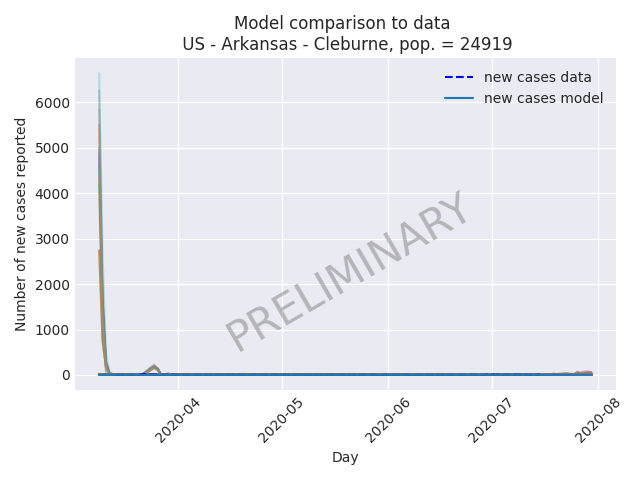 Model comparison to data
US - Arkansas - Cleburne, pop. = 24919
new cases data
new cases model
Number of new cases reported
6000
5000
4000
3000
2000
1000
0
PRELIMINARY
2020-04
2020-05
2020-06
2020-07
2020-08
Day